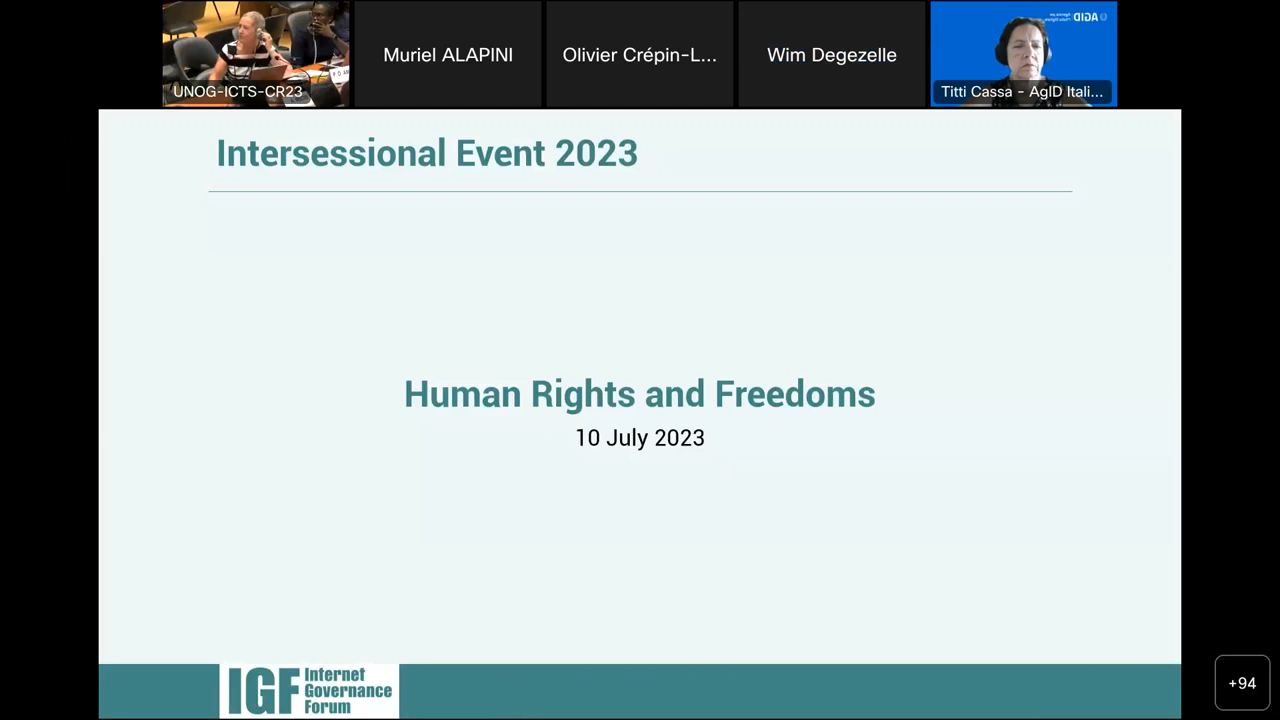 UNOG-ICTS-CR23
Muriel ALAPINI
Olivier Crépin-L...
Wim Degezelle
AGID
Titti Cassa - AgID Itali...
Intersessional Event 2023
Human Rights and Freedoms
10 July 2023
IGF Internet
Governance
Forum
+94